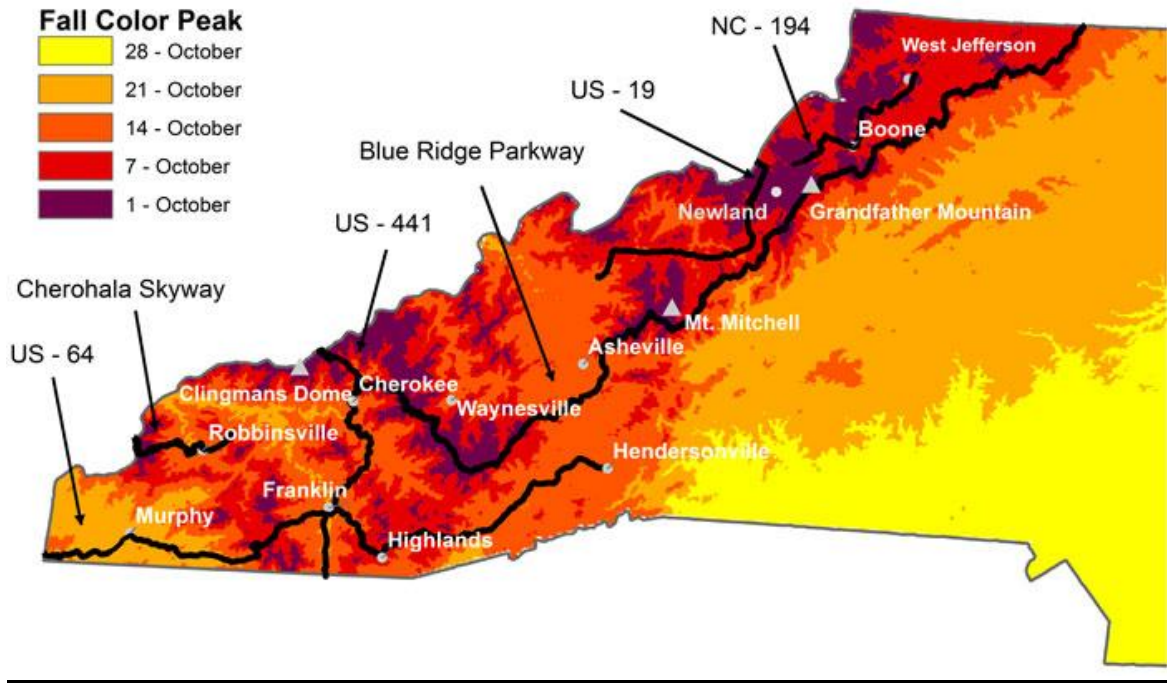 Fall Color Peak
28 - October
21 - October
14 - October
7 - October
1 - October
NC - 194
West Jefferson
US - 19
Boone
Blue Ridge Parkway
Newland
Grandfather Mountain
US - 441
Cherohala Skyway
Mt. Mitchell
US - 64
Asheville
Clingmans Dome
Cherokee
Waynesville
Robbinsville
Hendersonville
Franklin
Murphy
Highlands